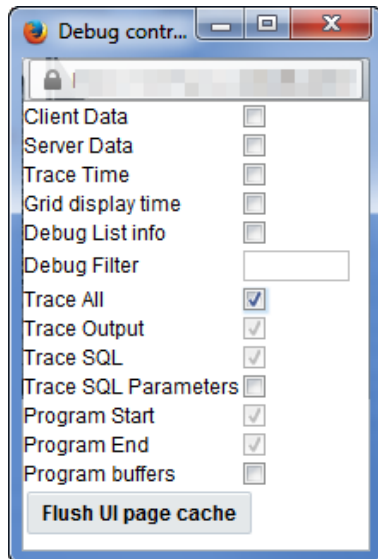 Debug contr...
Client Data
Server Data
Trace Time
Grid display time
Debug List info
Debug Filter
Trace All
Trace Output
Trace SQL
Trace SQL Parameters
Program Start
Program End
Program buffers
Flush UI page cache